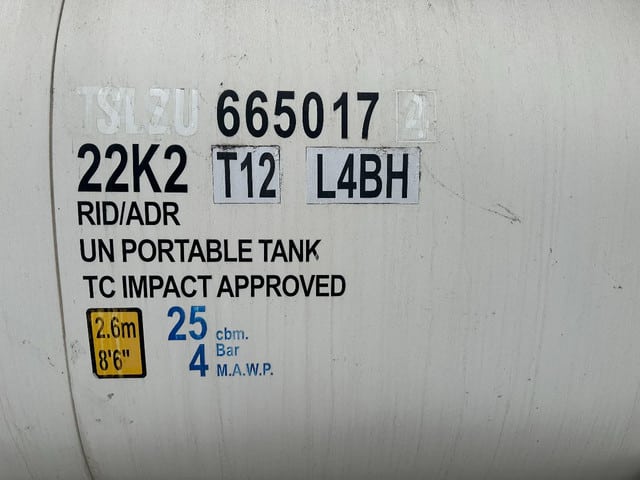 665017 2
22K2 T12 L4BH
RID/ADR
UN PORTABLE TANK
TC IMPACT APPROVED
2.6m
8'6"
25 cbm.
4 Bar
M.A.W.P.